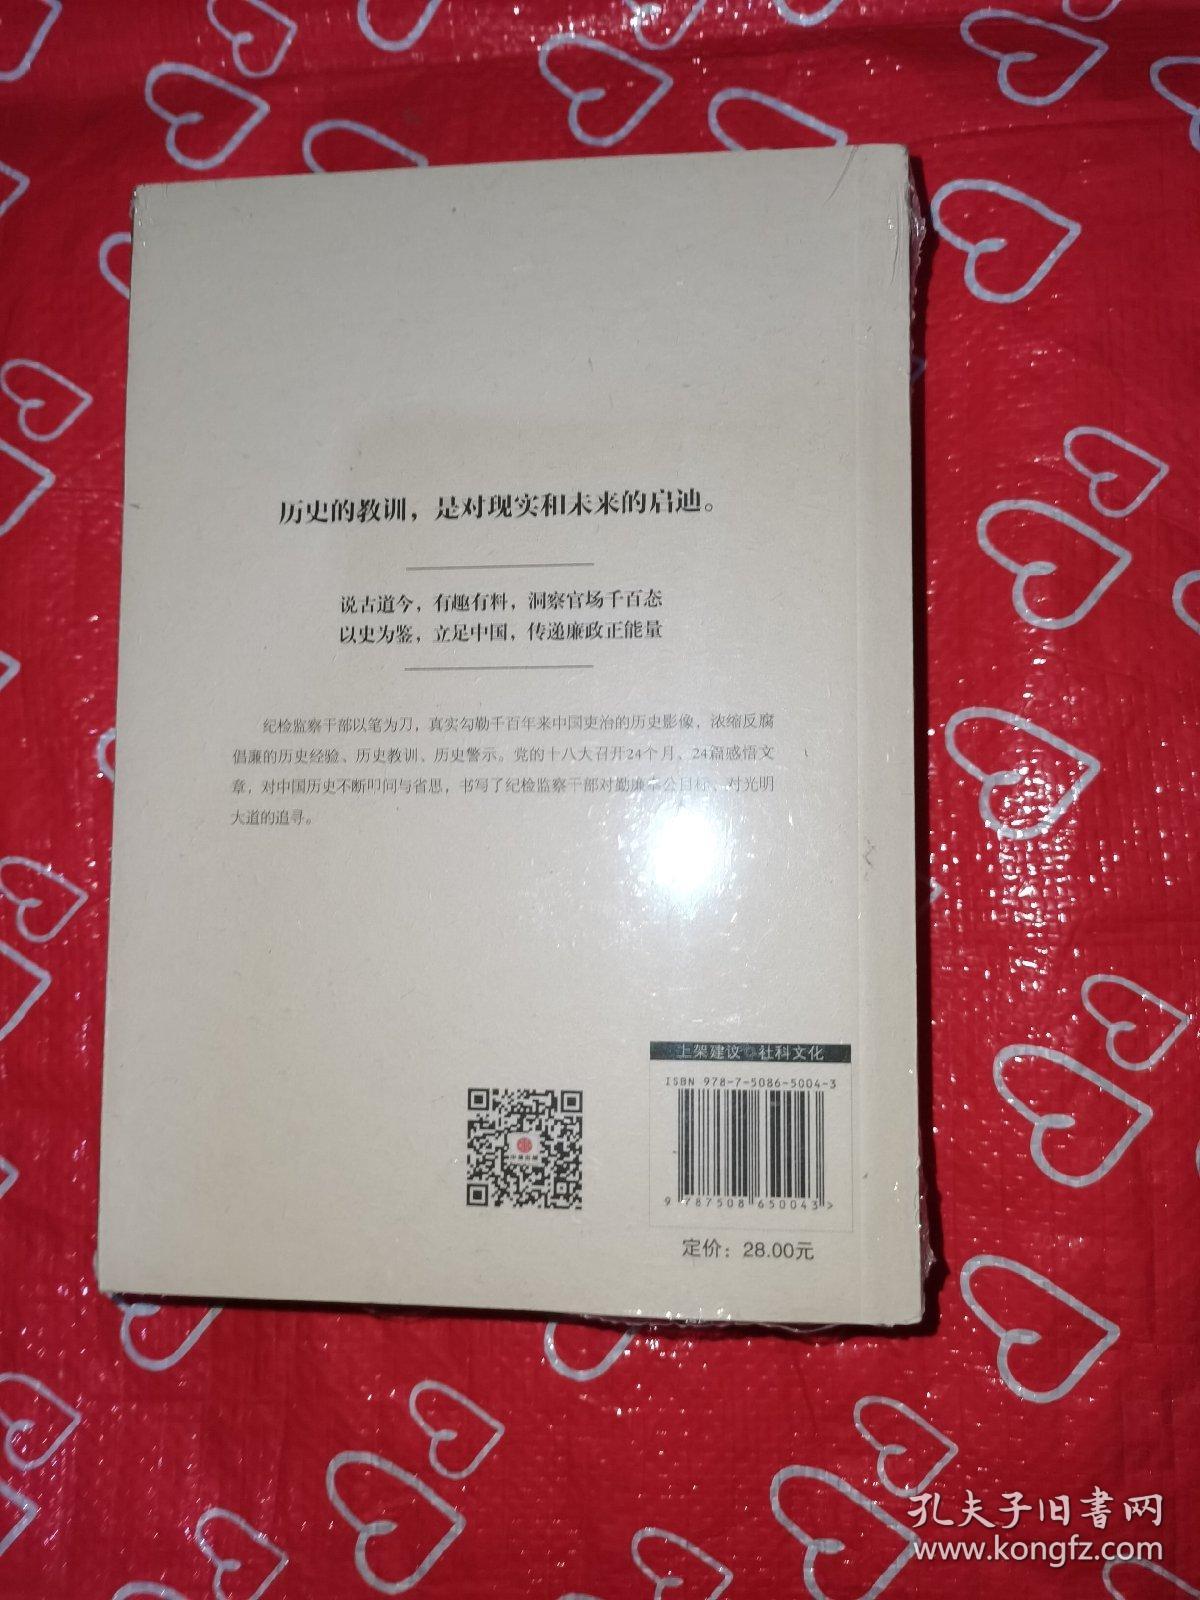 历史的教训，是对现实和未来的启迪。
说古道今，有趣有料，洞察官场千百态
以史为鉴，立足中国，传递廉政正能量
纪检监察干部以笔为刀，真实勾勒千百年来中国吏治的历史影像，浓缩反腐
倡廉的历史经验、历史教训、历史警示。党的十八大召开24个月、24篇感悟文
章，对中国历史不断叩问与省思，书写了纪检监察干部对勤廉奉公目标、对光明
大道的追寻。
上架建议◎社科文化
ISBN 978-7-5086-5004-3
9 787508 650043 >
中信出版
定价：28.00元
孔夫子旧书网
www.kongfz.com